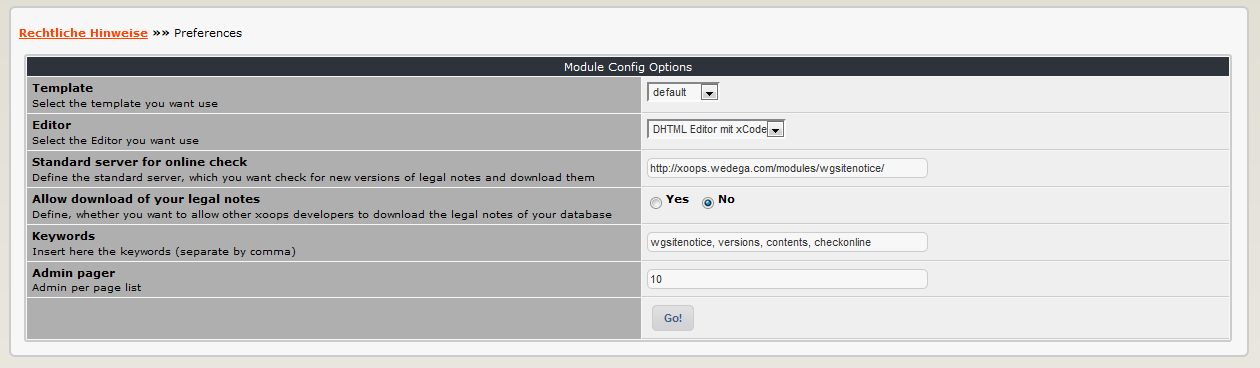 Rechtliche Hinweise »» Preferences
Module Config Options
Template
Select the template you want use
default
Editor
Select the Editor you want use
DHTML Editor mit xCode
Standard server for online check
Define the standard server, which you want check for new versions of legal notes and download them
http://xoops.wedega.com/modules/wgsitenotice/
Allow download of your legal notes
Define, whether you want to allow other xoops developers to download the legal notes of your database
Yes No
Keywords
Insert here the keywords (separate by comma)
wgsitenotice, versions, contents, checkonline
Admin pager
Admin per page list
10
Go!